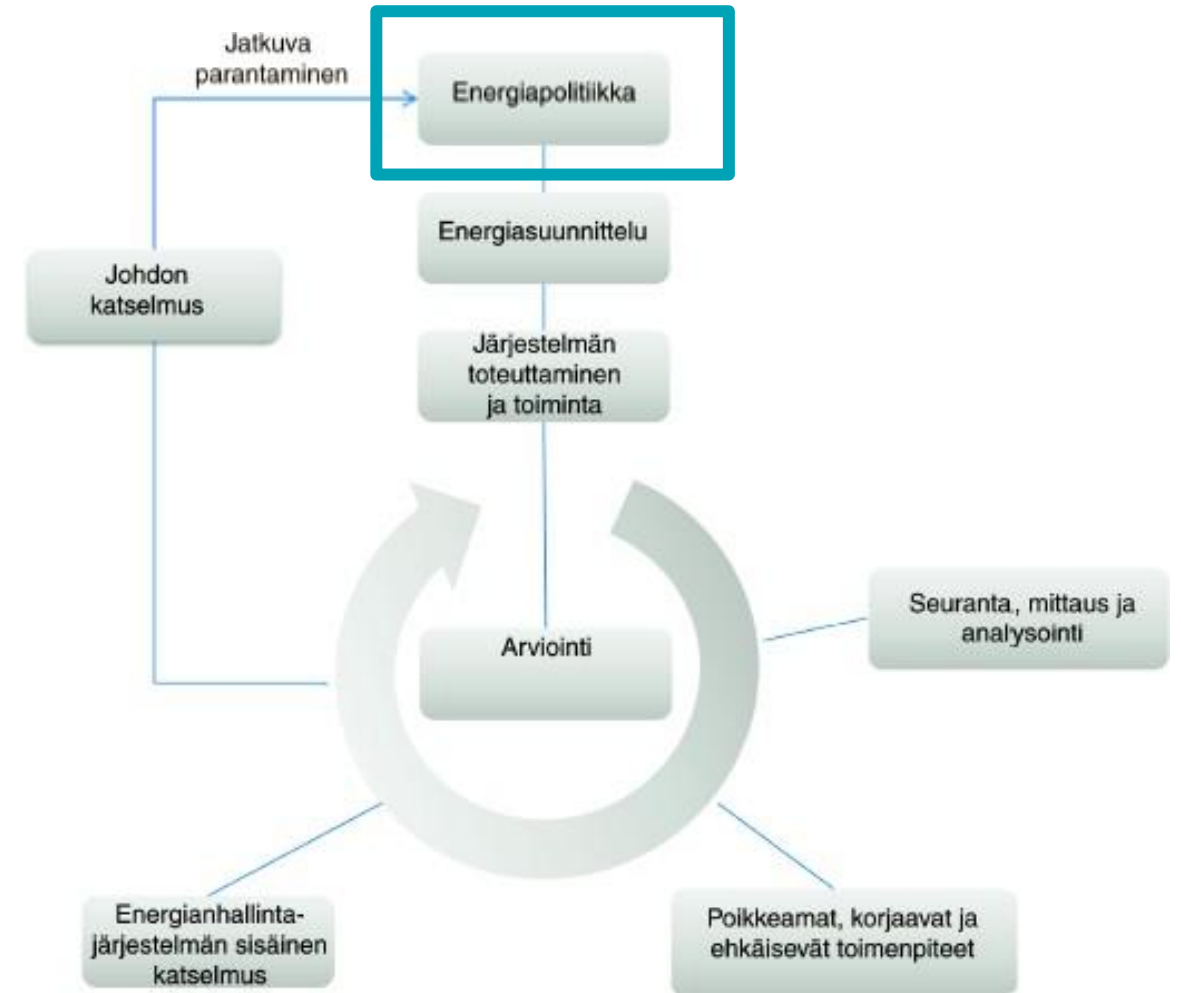 Jatkuva
parantaminen
Energiapolitiikka
Energiasuunnittelu
Johdon
katselmus
Järjestelmän
toteuttaminen
ja toiminta
Arviointi
Seuranta, mittaus ja
analysointi
Energianhallinta-
järjestelmän sisäinen
katselmus
Poikkeamat, korjaavat ja
ehkäisevät toimenpiteet